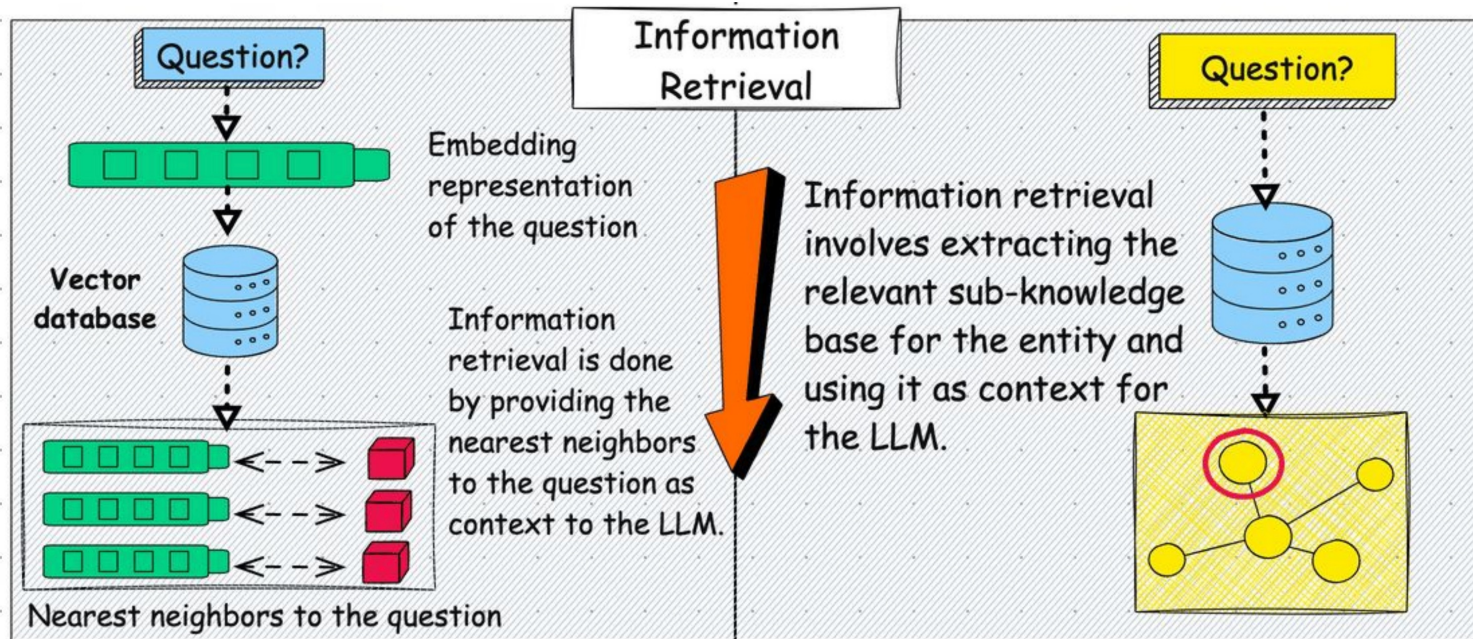 Information
Retrieval
Question?
Embedding
representation
of the question
Vector
database
Information
retrieval is done
by providing the
nearest neighbors
to the question as
context to the LLM.
Nearest neighbors to the question
Question?
Information retrieval
involves extracting the
relevant sub-knowledge
base for the entity and
using it as context for
the LLM.